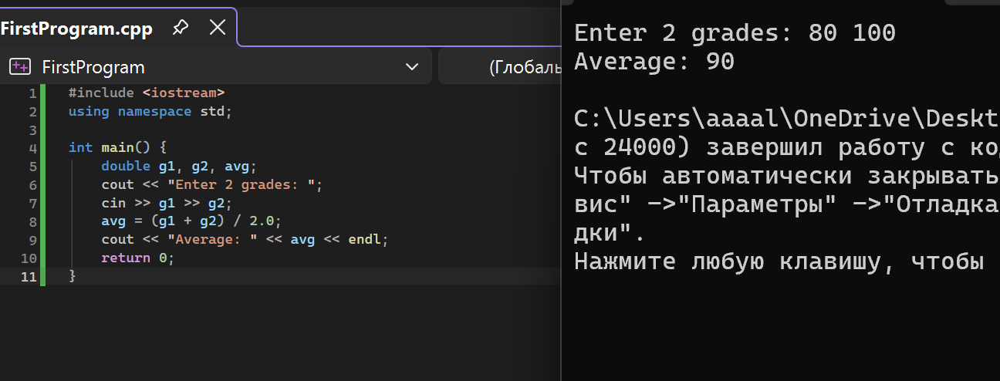 FirstProgram.cpp
FirstProgram
(Глобаль
1 #include <iostream>
2 using namespace std;
3
4 int main() {
5 double g1, g2, avg;
6 cout << "Enter 2 grades: ";
7 cin >> g1 >> g2;
8 avg = (g1 + g2) / 2.0;
9 cout << "Average: " << avg << endl;
10 return 0;
11 }
Enter 2 grades: 80 100
Average: 90
C:\Users\aaaal\OneDrive\Deskt
с 24000) завершил работу с ко
Чтобы автоматически закрывать
вис" ->"Параметры" ->"Отладка
дки".
Нажмите любую клавишу, чтобы